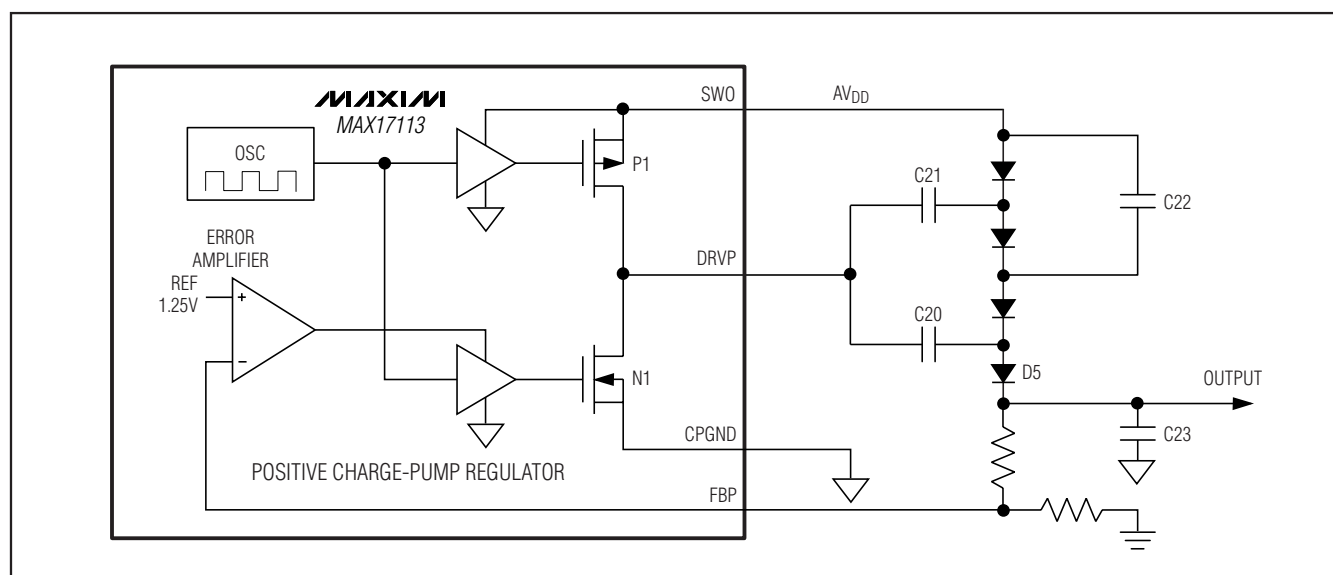 MAXIM
MAX17113
OSC
ERROR
AMPLIFIER
REF
1.25V
+
−
P1
N1
SWO
DRVP
CPGND
FBP
POSITIVE CHARGE-PUMP REGULATOR
AVDD
C21
C22
C20
D5
OUTPUT
C23